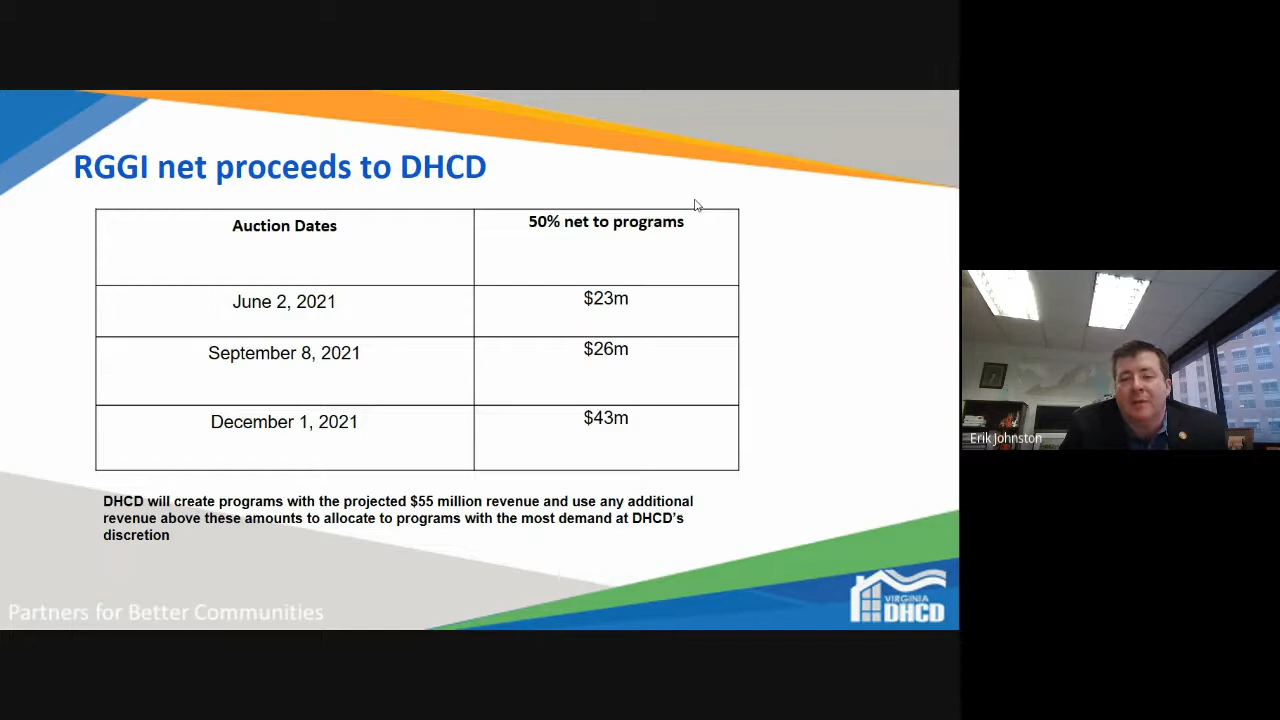 RGGI net proceeds to DHCD
Auction Dates
50% net to programs
June 2, 2021
$23m
September 8, 2021
$26m
December 1, 2021
$43m
DHCD will create programs with the projected $55 million revenue and use any additional
revenue above these amounts to allocate to programs with the most demand at DHCD's
discretion
Partners for Better Communities
VIRGINIA
DHCD
Erik Johnston